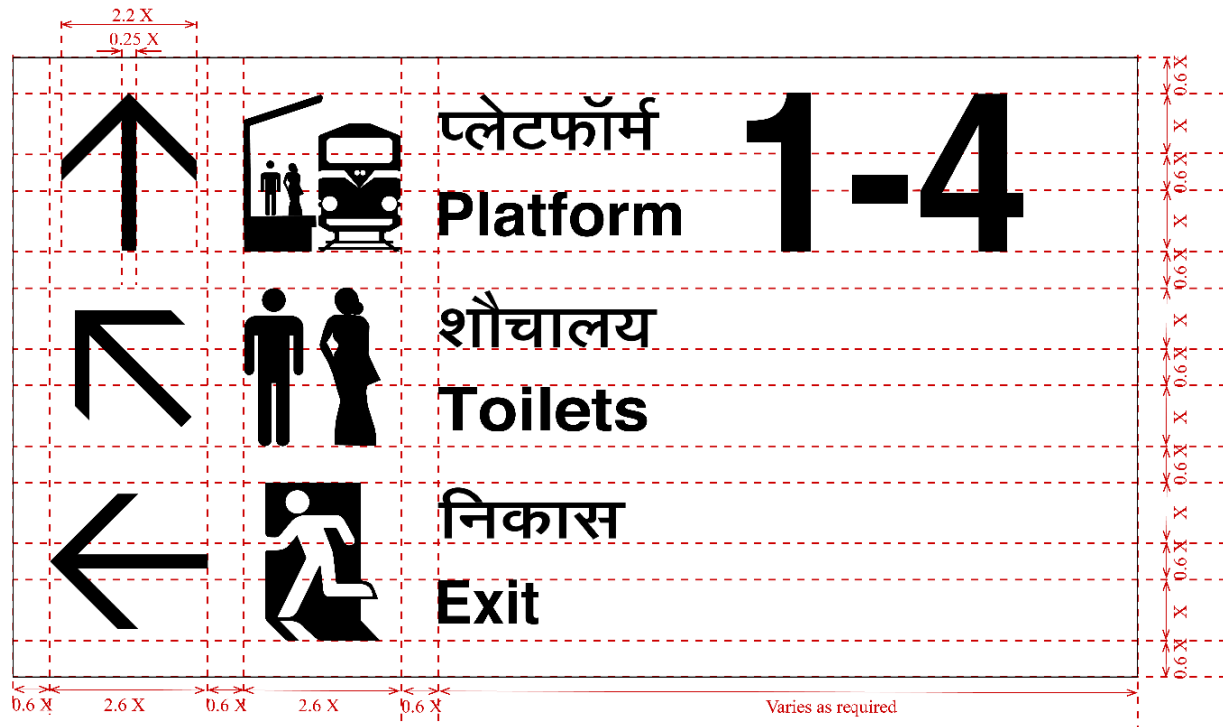 2.2 X
0.25 X
प्लेटफॉर्म
Platform
1-4
शौचालय
Toilets
निकास
Exit
0.6 X
X
0.6 X
X
0.6 X
X
0.6 X
X
0.6 X
X
0.6 X
X
0.6 X
0.6 X 2.6 X 0.6 X 2.6 X 0.6 X Varies as required